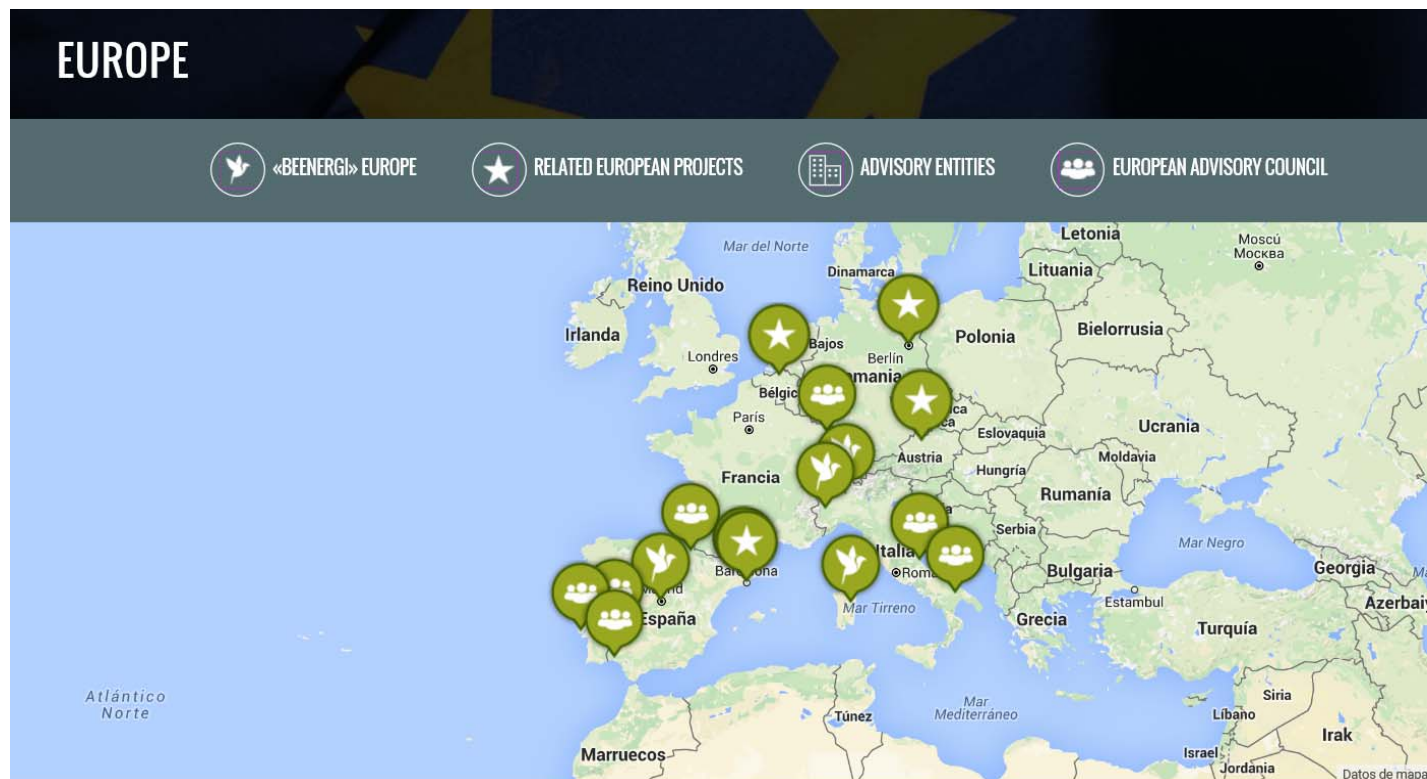 EUROPE
«BEENERGI» EUROPE
RELATED EUROPEAN PROJECTS
ADVISORY ENTITIES
EUROPEAN ADVISORY COUNCIL
Letonia
Moscú
Москва
Mar del Norte
Dinamarca
Lituania
Reino Unido
Irlanda
Bajos
Polonia
Bielorrusia
Londres
Berlín
París
Eslovaquia
Ucrania
Austria
Moldavia
Francia
Hungría
Rumanía
Serbia
Mar Negro
Italia
Bulgaria
Georgia
Estambul
Mar Tirreno
España
Grecia
Turquía
Atlántico
Norte
Mar
Mediterráneo
Siria
Túnez
Líbano
Irak
Marruecos
Israel
Jordania
Datos de mapa